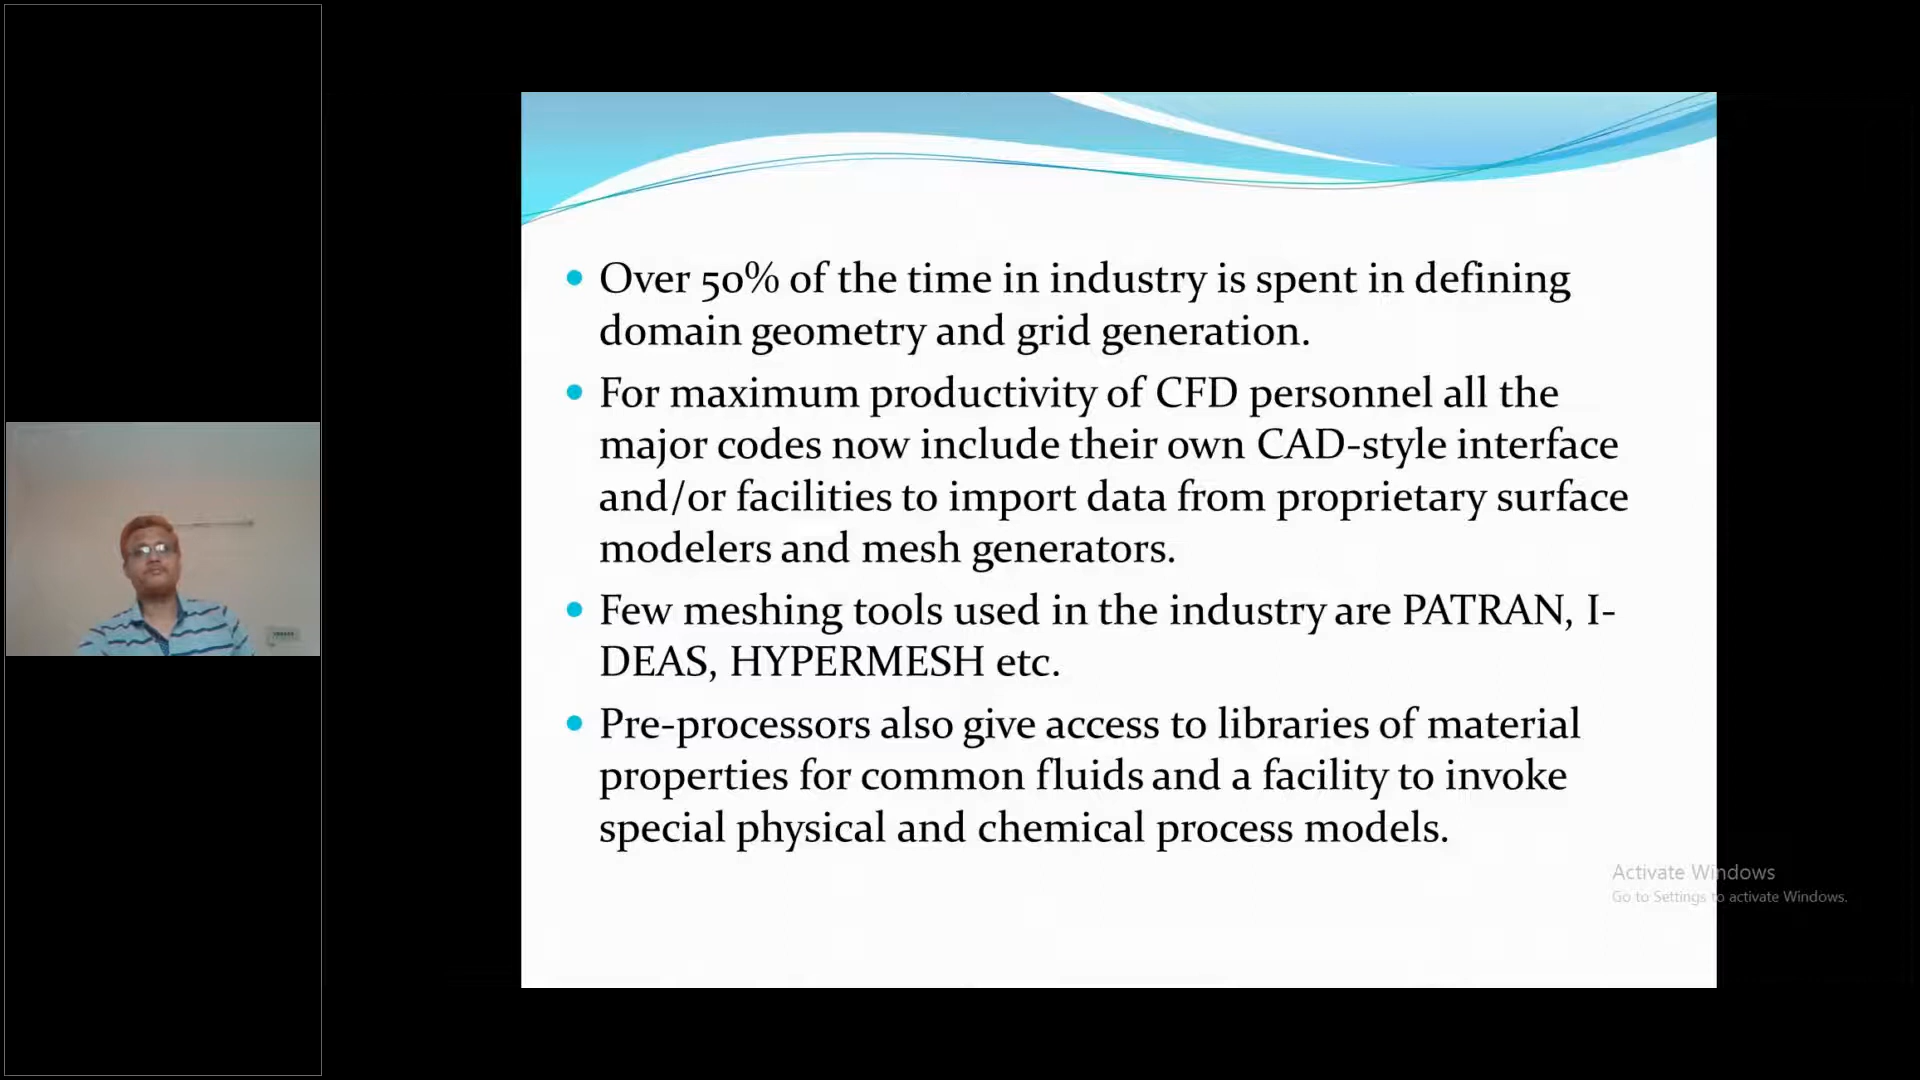 Over 50% of the time in industry is spent in defining
domain geometry and grid generation.
For maximum productivity of CFD personnel all the
major codes now include their own CAD-style interface
and/or facilities to import data from proprietary surface
modelers and mesh generators.
Few meshing tools used in the industry are PATRAN, I-
DEAS, HYPERMESH etc.
Pre-processors also give access to libraries of material
properties for common fluids and a facility to invoke
special physical and chemical process models.
Activate Windows
Go to Settings to activate Windows.